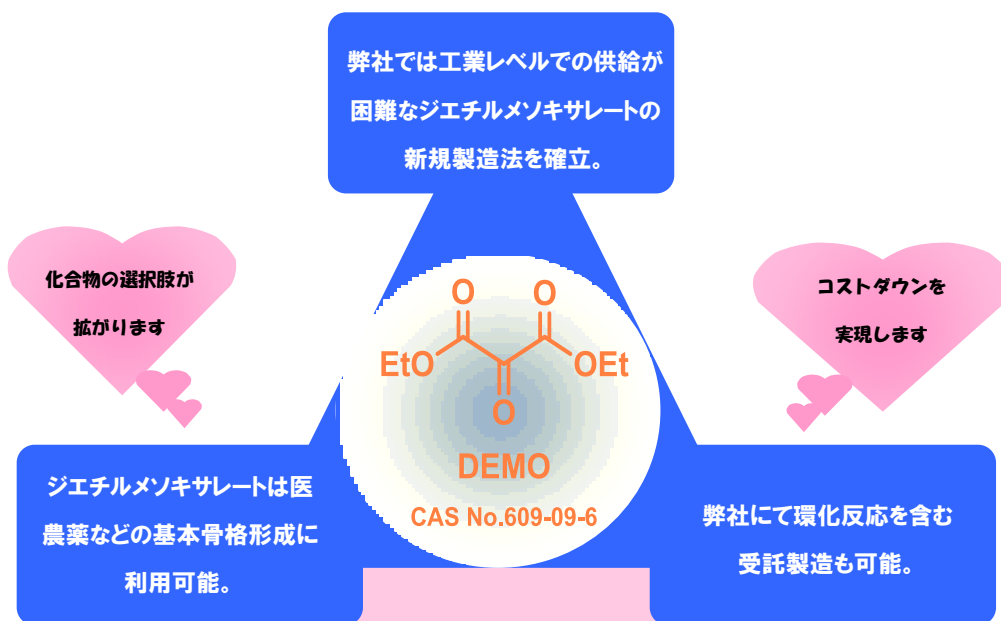 弊社では工業レベルでの供給が
困難なジエチルメソキサレートの
新規製造法を確立。
化合物の選択肢が
拡がります
コストダウンを
実現します
O
O
EtO
OEt
O
DEMO
CAS No.609-09-6
ジエチルメソキサレートは医
農薬などの基本骨格形成に
利用可能。
弊社にて環化反応を含む
受託製造も可能。